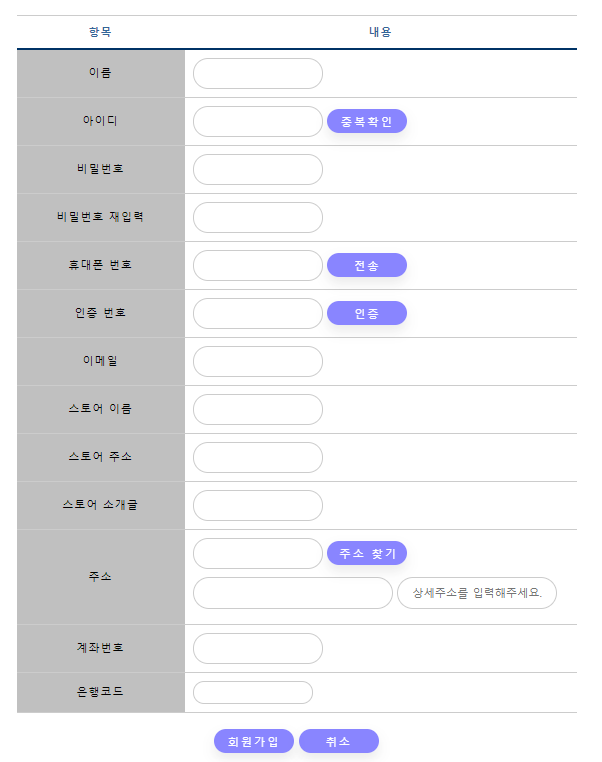 항목 내용
이름
아이디 중복확인
비밀번호
비밀번호 재입력
휴대폰 번호 전송
인증 번호 인증
이메일
스토어 이름
스토어 주소
스토어 소개글
주소 찾기
주소
상세주소를 입력해주세요.
계좌번호
은행코드
회원가입 취소